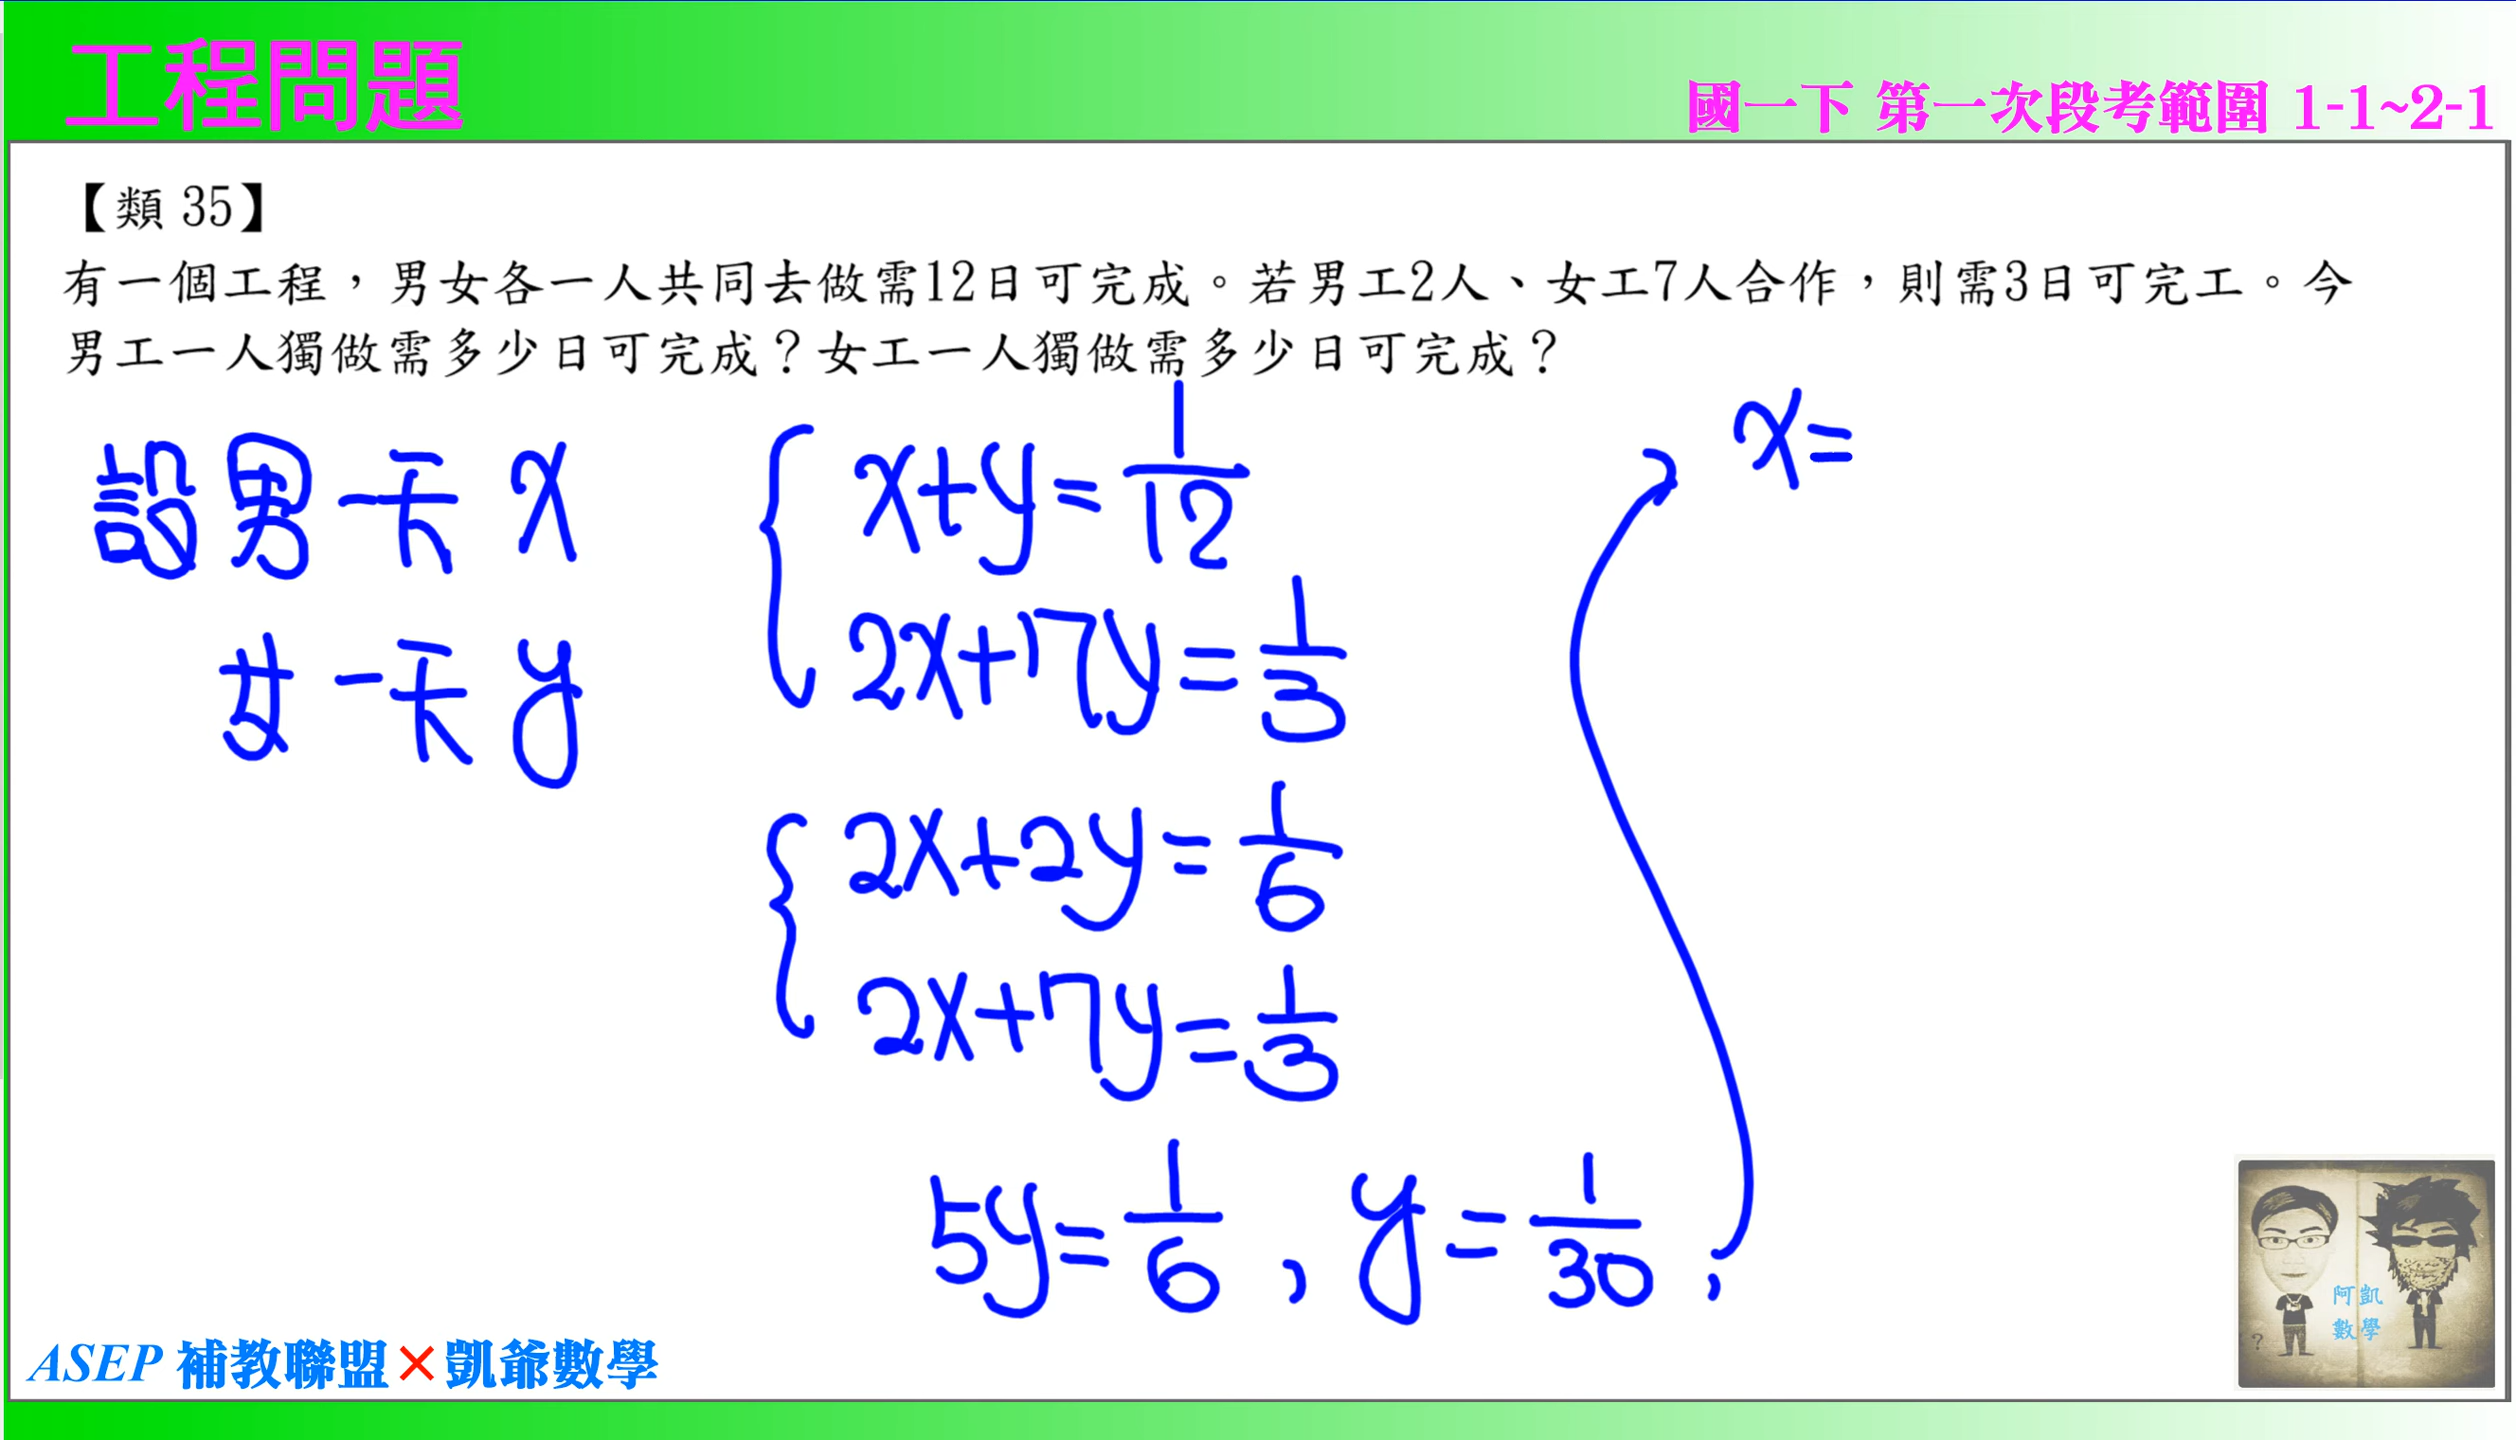 工程問題
國一下 第一次段考範圍 1-1~2-1
【類 35】
有一個工程,男女各一人共同去做需12日可完成。若男工2人、女工7人合作,則需3日可完工。今
男工一人獨做需多少日可完成?女工一人獨做需多少日可完成?
設男一天 x
女一天 y
x+y=1/12
2x+7y=1/3
2x+2y=1/6
2x+7y=1/3
5y=1/6 , y=1/30 ;
x=
阿凱
數學
?
ASEP 補教聯盟×凱爺數學